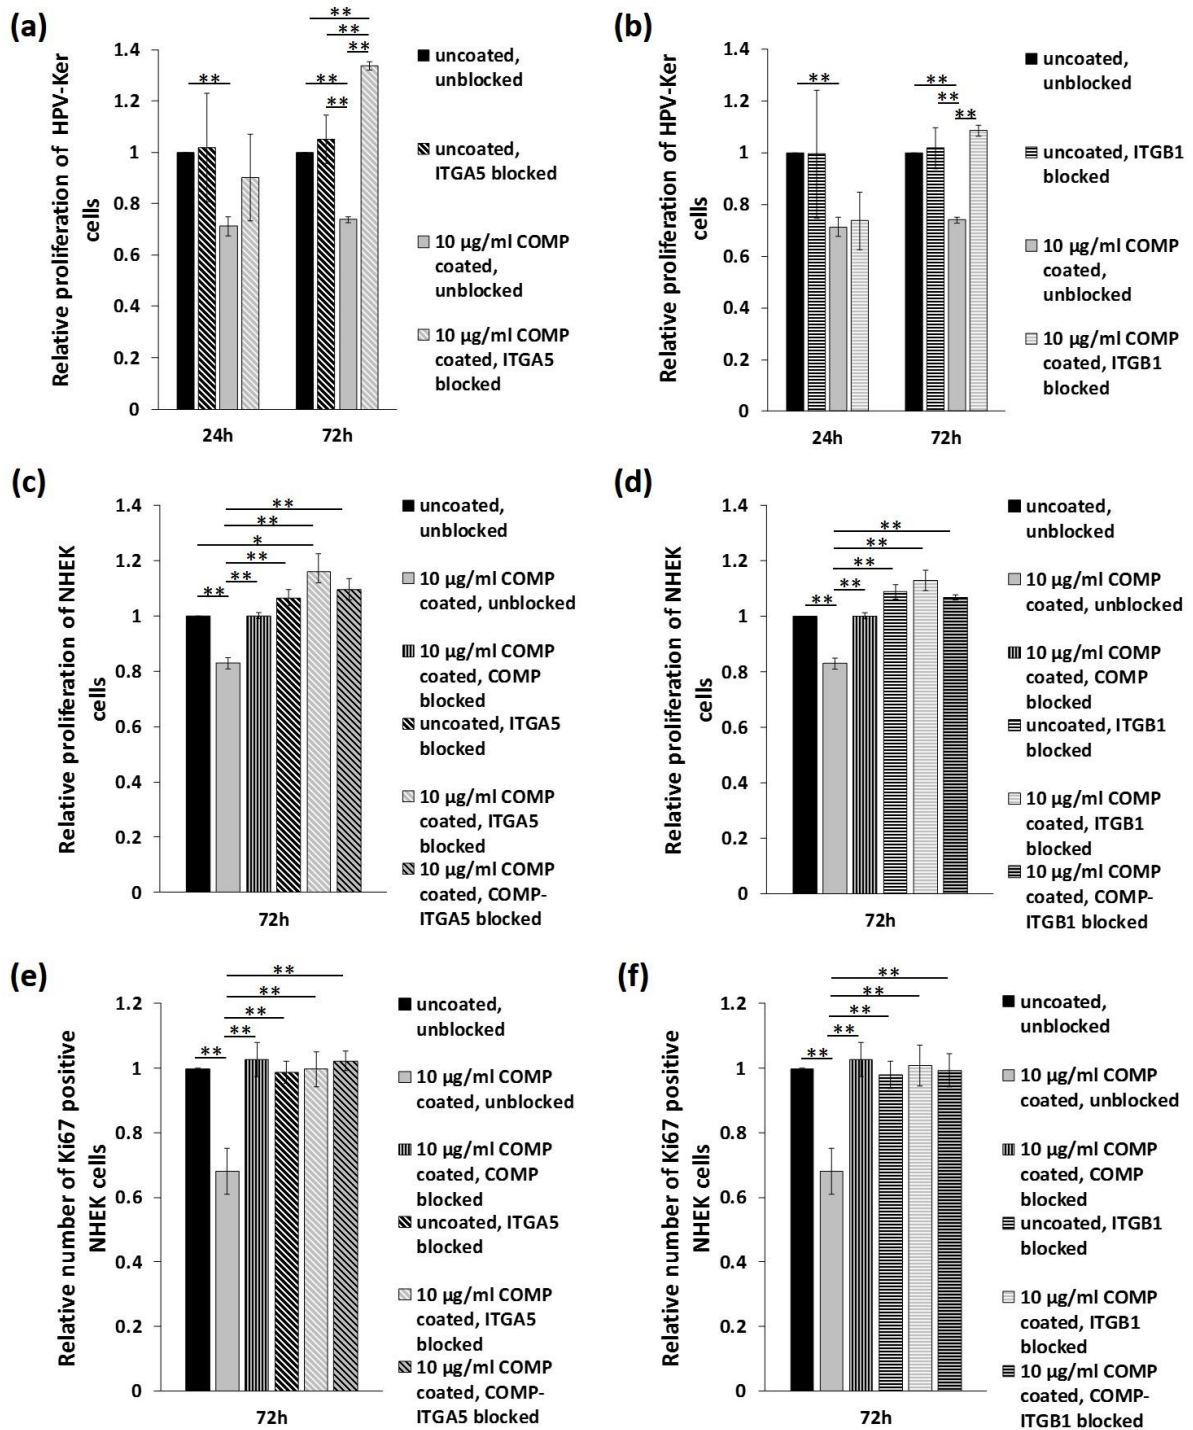 (a)
Relative proliferation of HPV-Ker
cells
1.4
1.2
1
0.8
0.6
0.4
0.2
0
**
**
**
**
**
**
24h
72h
uncoated,
unblocked
uncoated,
ITGA5 blocked
10 µg/ml COMP
coated,
unblocked
10 µg/ml COMP
coated, ITGA5
blocked
(b)
Relative proliferation of HPV-Ker
cells
1.4
1.2
1
0.8
0.6
0.4
0.2
0
**
**
**
**
24h
72h
uncoated,
unblocked
uncoated, ITGB1
blocked
10 µg/ml COMP
coated,
unblocked
10 µg/ml COMP
coated, ITGB1
blocked
(c)
Relative proliferation of NHEK
cells
1.4
1.2
1
0.8
0.6
0.4
0.2
0
**
**
*
**
**
**
72h
uncoated,
unblocked
10 µg/ml COMP
coated, unblocked
10 µg/ml COMP
coated, COMP
blocked
uncoated, ITGA5
blocked
10 µg/ml COMP
coated, ITGA5
blocked
10 µg/ml COMP
coated, COMP-
ITGA5 blocked
(d)
Relative proliferation of NHEK
cells
1.4
1.2
1
0.8
0.6
0.4
0.2
0
**
**
**
**
**
72h
uncoated,
unblocked
10 µg/ml COMP
coated, unblocked
10 µg/ml COMP
coated, COMP
blocked
uncoated, ITGB1
blocked
10 µg/ml COMP
coated, ITGB1
blocked
10 µg/ml COMP
coated, COMP-
ITGB1 blocked
(e)
Relative number of Ki67 positive
NHEK cells
1.2
1
0.8
0.6
0.4
0.2
0
**
**
**
**
**
72h
uncoated,
unblocked
10 µg/ml COMP
coated, unblocked
10 µg/ml COMP
coated, COMP
blocked
uncoated, ITGA5
blocked
10 µg/ml COMP
coated, ITGA5
blocked
10 µg/ml COMP
coated, COMP-
ITGA5 blocked
(f)
Relative number of Ki67 positive
NHEK cells
1.2
1
0.8
0.6
0.4
0.2
0
**
**
**
**
**
72h
uncoated,
unblocked
10 µg/ml COMP
coated, unblocked
10 µg/ml COMP
coated, COMP
blocked
uncoated, ITGB1
blocked
10 µg/ml COMP
coated, ITGB1
blocked
10 µg/ml COMP
coated, COMP-
ITGB1 blocked